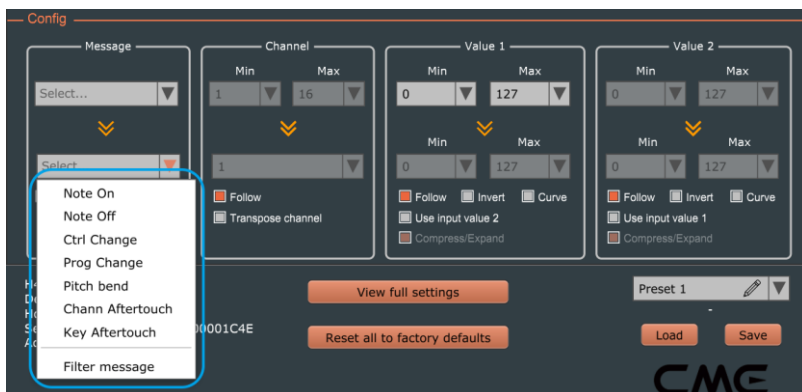 Config
Message
Channel
Value 1
Value 2
Min Max
Min Max
Min Max
Select...
1 16
0 127
0 127
Min Max
Min Max
Select
1
0 127
0 127
Follow
Transpose channel
Follow Invert Curve
Use input value 2
Compress/Expand
Follow Invert Curve
Use input value 1
Compress/Expand
Note On
Note Off
Ctrl Change
Prog Change
Pitch bend
Chann Aftertouch
Key Aftertouch
Filter message
00001C4E
View full settings
Reset all to factory defaults
Preset 1
-
Load Save
CME